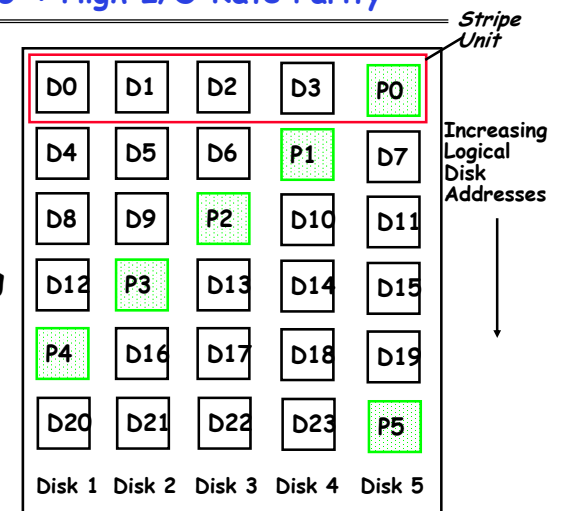 High I/O Rate Parity
Stripe
Unit
D0 D1 D2 D3 P0
Increasing
Logical
Disk
Addresses
D4 D5 D6 P1 D7
D8 D9 P2 D10 D11
D12 P3 D13 D14 D15
P4 D16 D17 D18 D19
D20 D21 D22 D23 P5
Disk 1 Disk 2 Disk 3 Disk 4 Disk 5